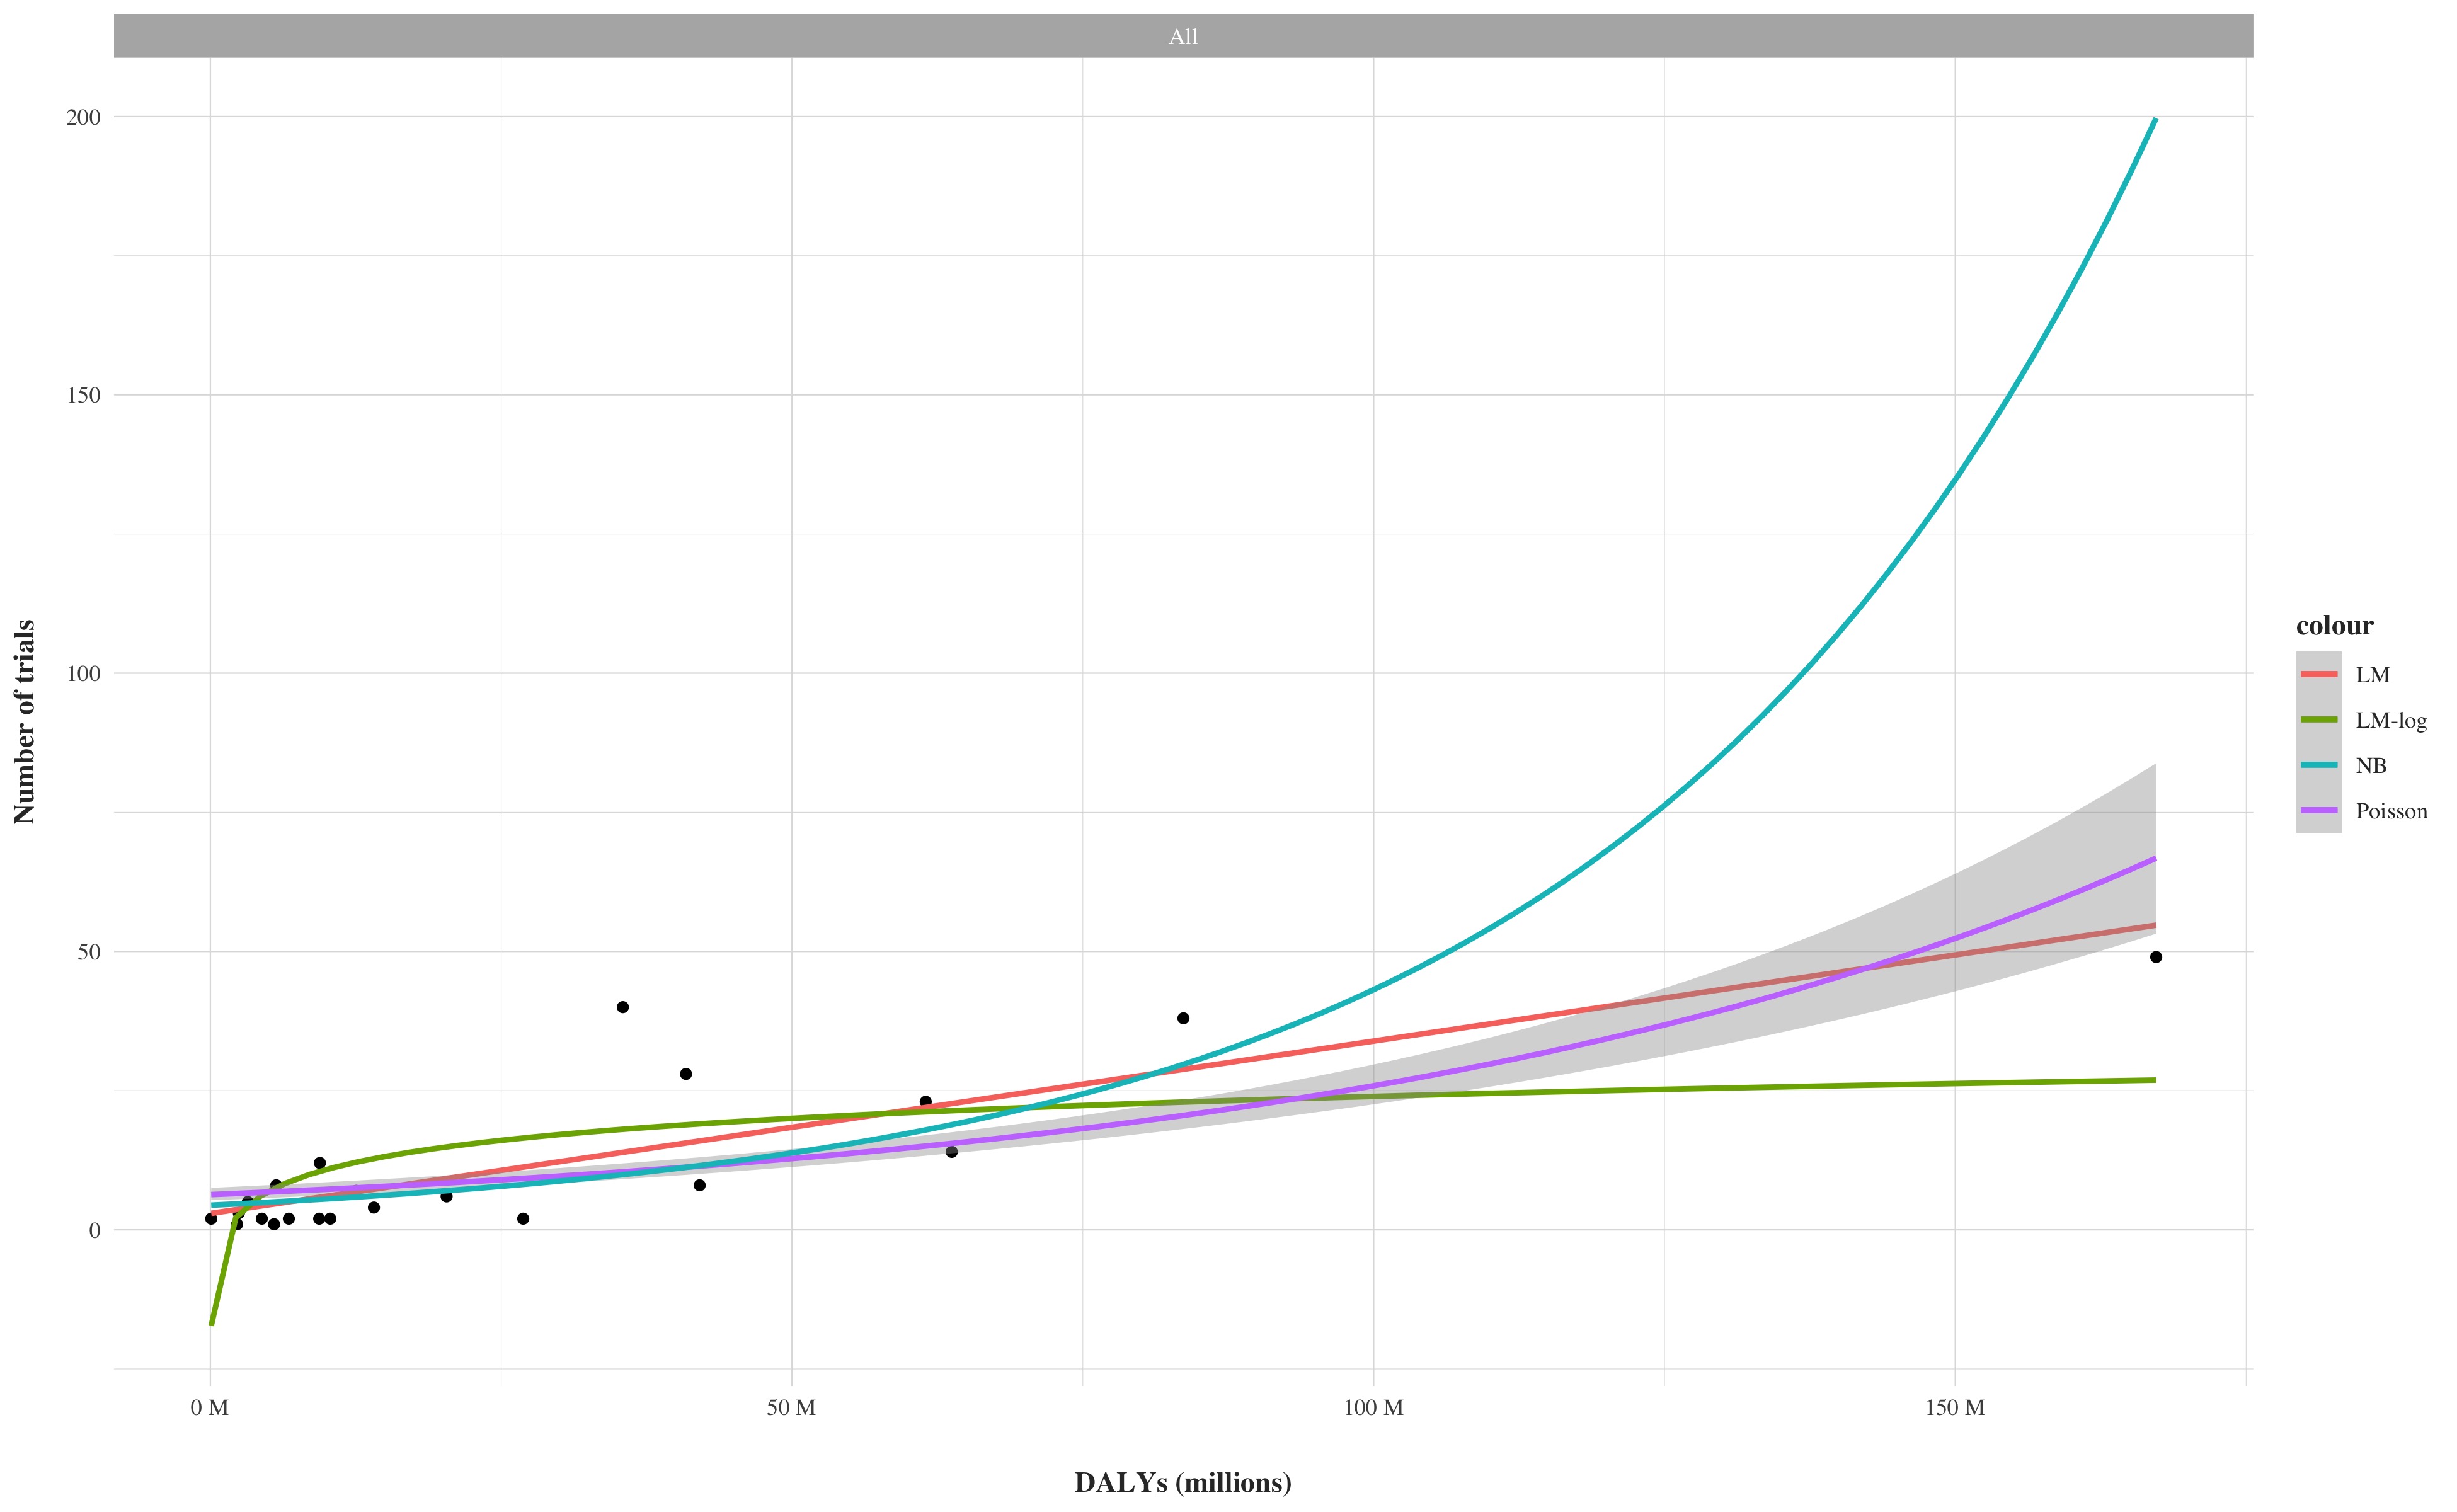 All
200
150
100
50
0
Number of trials
0 M
50 M
100 M
150 M
DALYs (millions)
colour
LM
LM-log
NB
Poisson